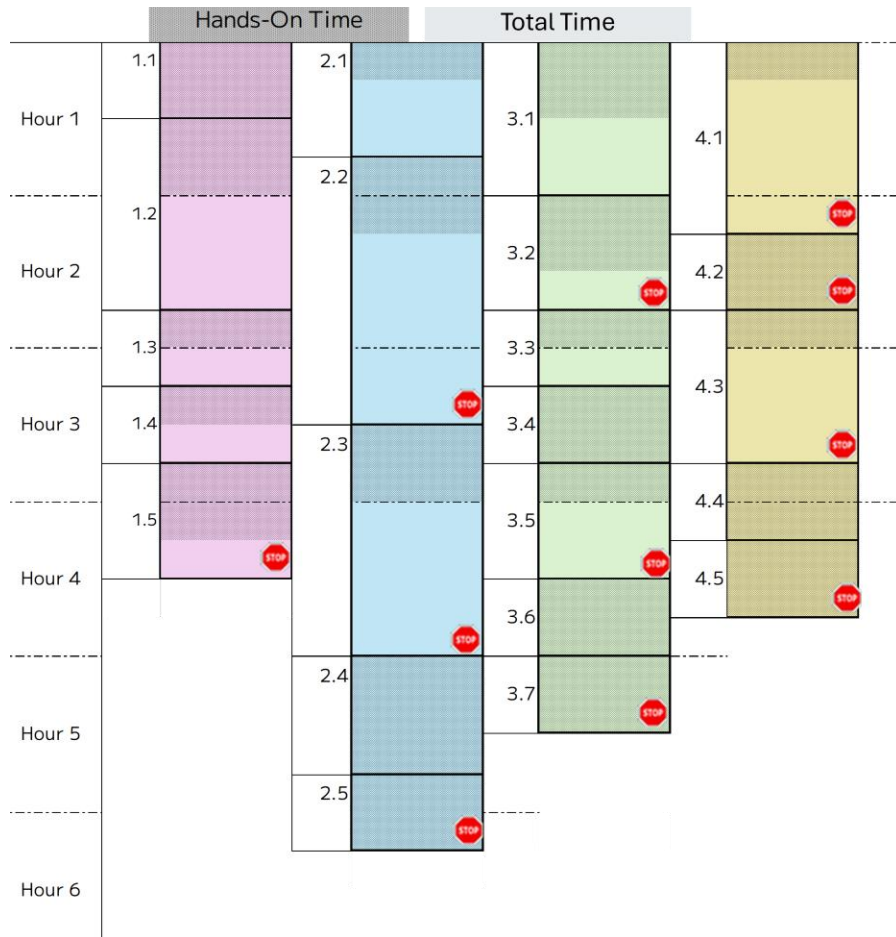 Hands-On Time
Total Time
Hour 1
Hour 2
Hour 3
Hour 4
Hour 5
Hour 6
1.1
1.2
1.3
1.4
1.5
STOP
2.1
2.2
STOP
2.3
STOP
2.4
2.5
STOP
3.1
3.2
STOP
3.3
3.4
3.5
STOP
3.6
3.7
STOP
4.1
STOP
4.2
STOP
4.3
STOP
4.4
4.5
STOP